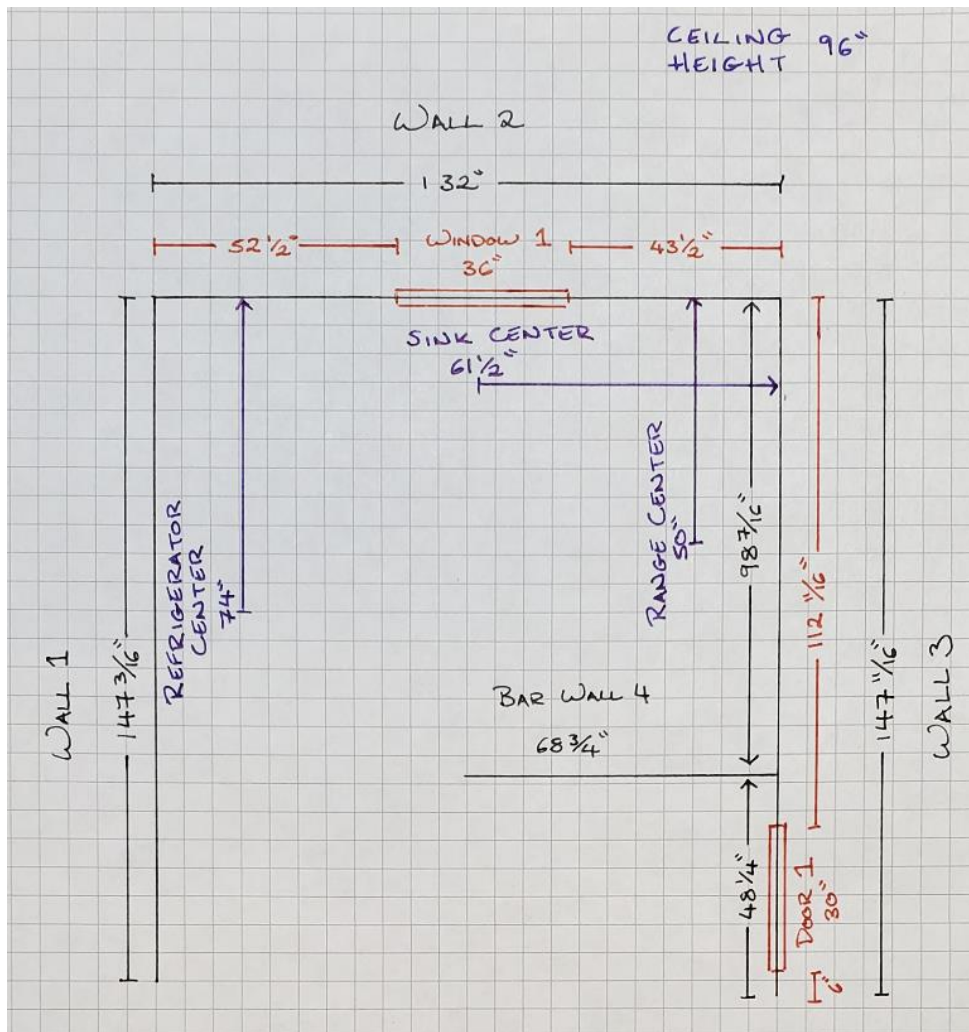 CEILING 96"
HEIGHT
WALL 2
132"
52 1/2"
WINDOW 1
36"
43 1/2"
SINK CENTER
61 1/2"
REFRIGERATOR
CENTER
74"
RANGE CENTER
50"
98 7/16"
112 11/16"
WALL 1
147 3/16"
BAR WALL 4
68 3/4"
147 11/16"
WALL 3
48 1/4"
DOOR 1
30"
6"